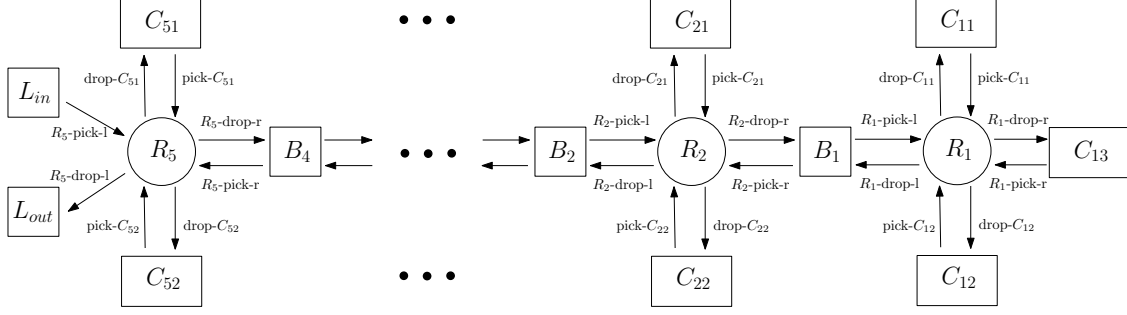 C51 C21 C11
drop-C51 pick-C51 drop-C21 pick-C21 drop-C11 pick-C11
Lin
R5-pick-l R5-drop-r R2-pick-l R2-drop-r R1-pick-l R1-drop-r
R5 B4 B2 R2 B1 R1 C13
R5-drop-l R5-pick-r R2-drop-l R2-pick-r R1-drop-l R1-pick-r
Lout
pick-C52 drop-C52 pick-C22 drop-C22 pick-C12 drop-C12
C52 C22 C12